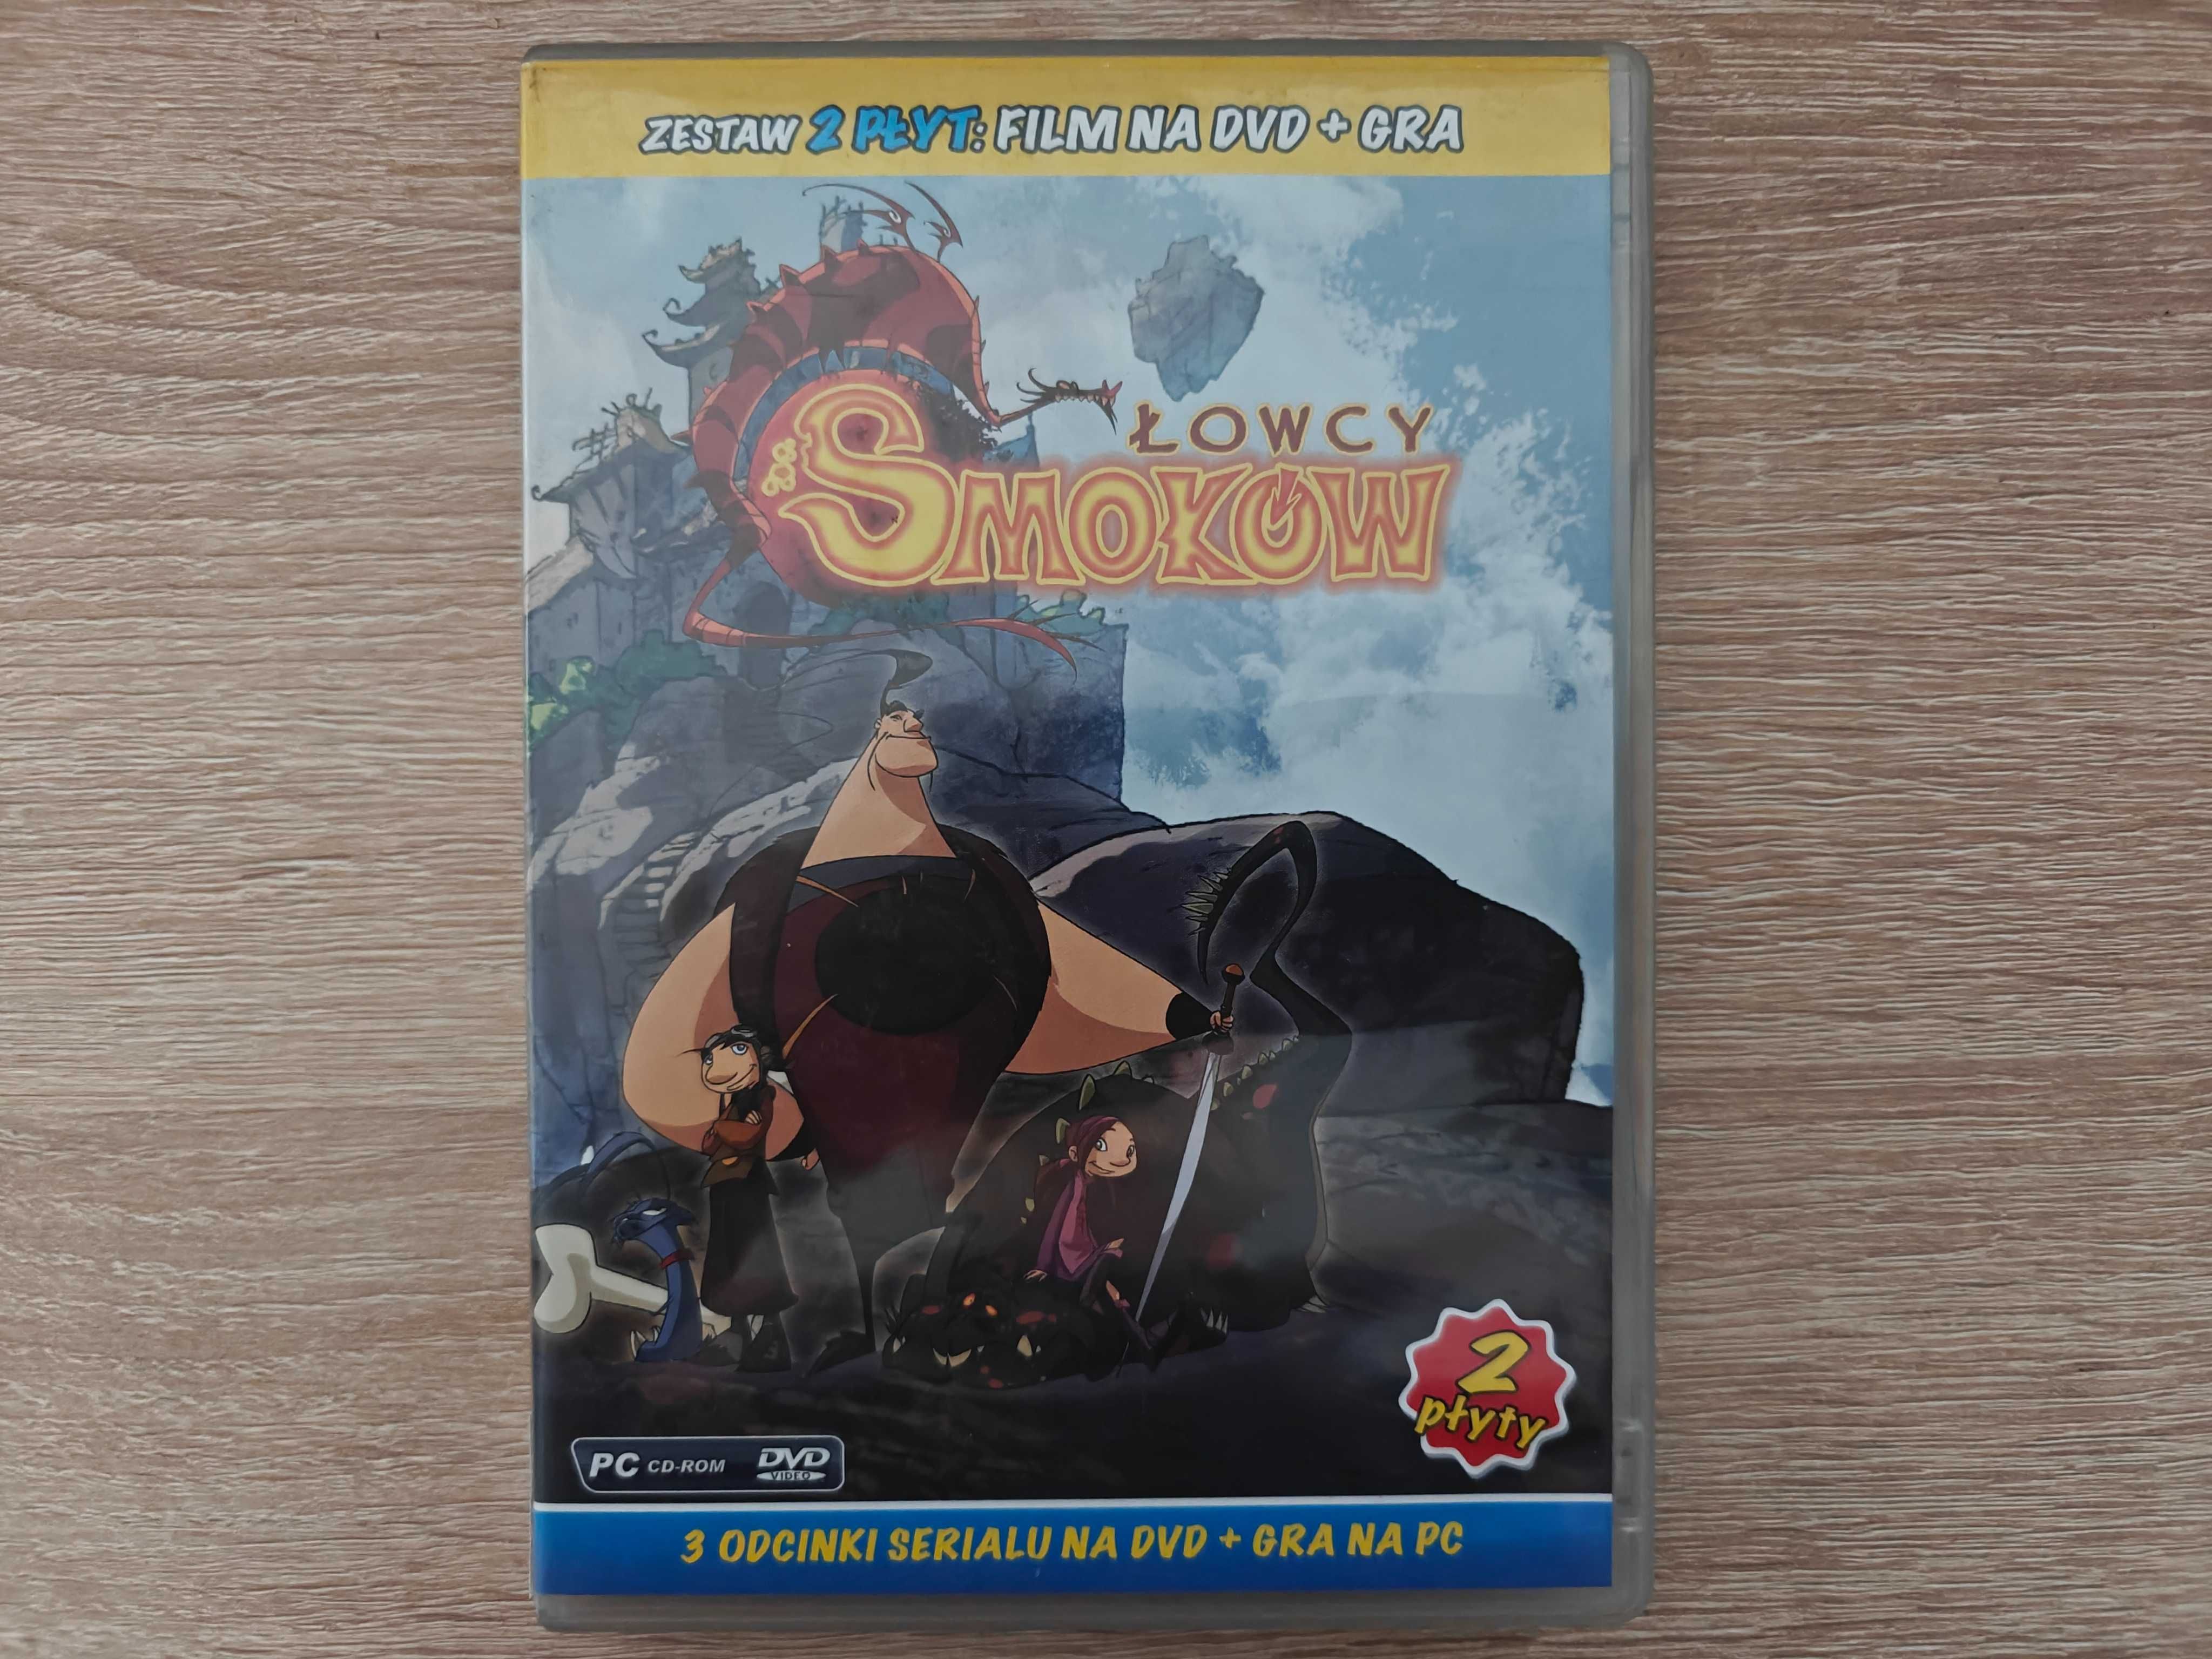 ZESTAW 2 PŁYT: FILM NA DVD + GRA
ŁOWCY
SMOKÓW
2
płyty
PC CD-ROM DVD
VIDEO
3 ODCINKI SERIALU NA DVD + GRA NA PC